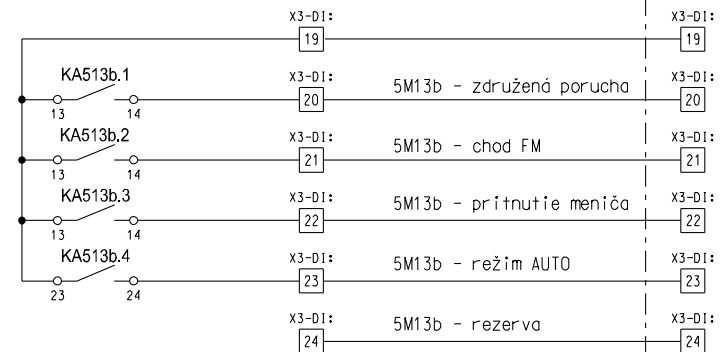 X3-DI: X3-DI:
19 19
KA513b.1 X3-DI: 5M13b - združená porucha X3-DI:
13 14 20 20
KA513b.2 X3-DI: 5M13b - chod FM X3-DI:
13 14 21 21
KA513b.3 X3-DI: 5M13b - pritnutie meniča X3-DI:
13 14 22 22
KA513b.4 X3-DI: 5M13b - režim AUTO X3-DI:
23 24 23 23
X3-DI: 5M13b - rezerva X3-DI:
24 24